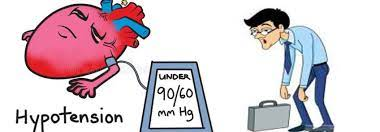 UNDER
90/60
mm Hg
Hypotension